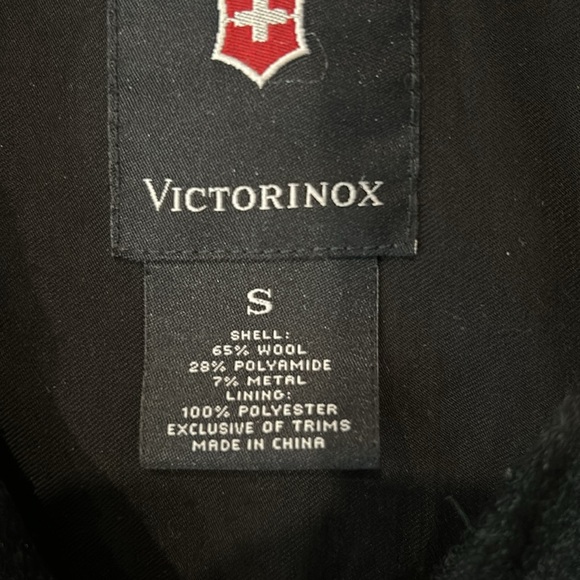 VICTORINOX
S
SHELL:
65% WOOL
28% POLYAMIDE
7% METAL
LINING:
100% POLYESTER
EXCLUSIVE OF TRIMS
MADE IN CHINA